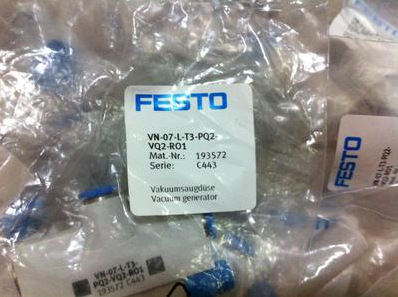 FESTO
VN-07-L-T3-PQ2-
VQ2-RO1
Mat.-Nr.: 193572
Serie: C443
Vakuumsaugdüse
Vacuum generator
VN-07-L-T3-
PQ2-VQ2-RO1
193572 C443
FESTO